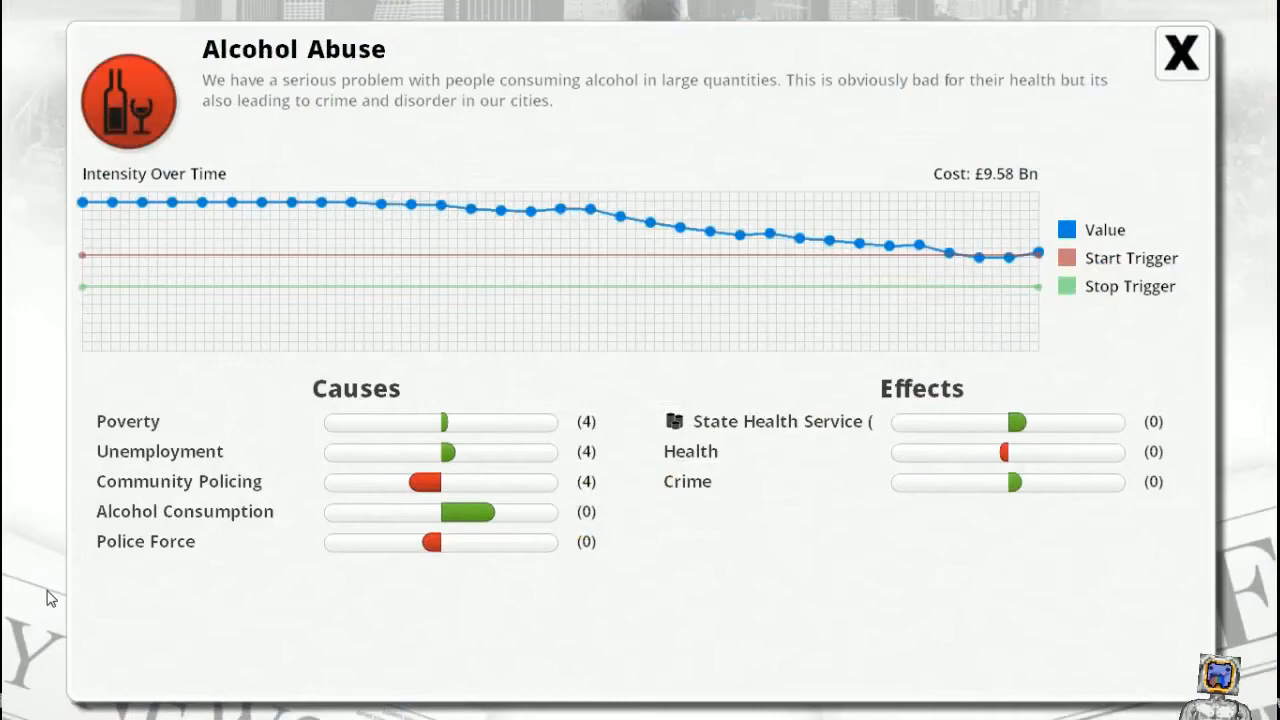 Alcohol Abuse
X
We have a serious problem with people consuming alcohol in large quantities. This is obviously bad for their health but its
also leading to crime and disorder in our cities.
Intensity Over Time
Cost: £9.58 Bn
Value
Start Trigger
Stop Trigger
Causes
Poverty (4)
Unemployment (4)
Community Policing (4)
Alcohol Consumption (0)
Police Force (0)
Effects
State Health Service ( (0)
Health (0)
Crime (0)